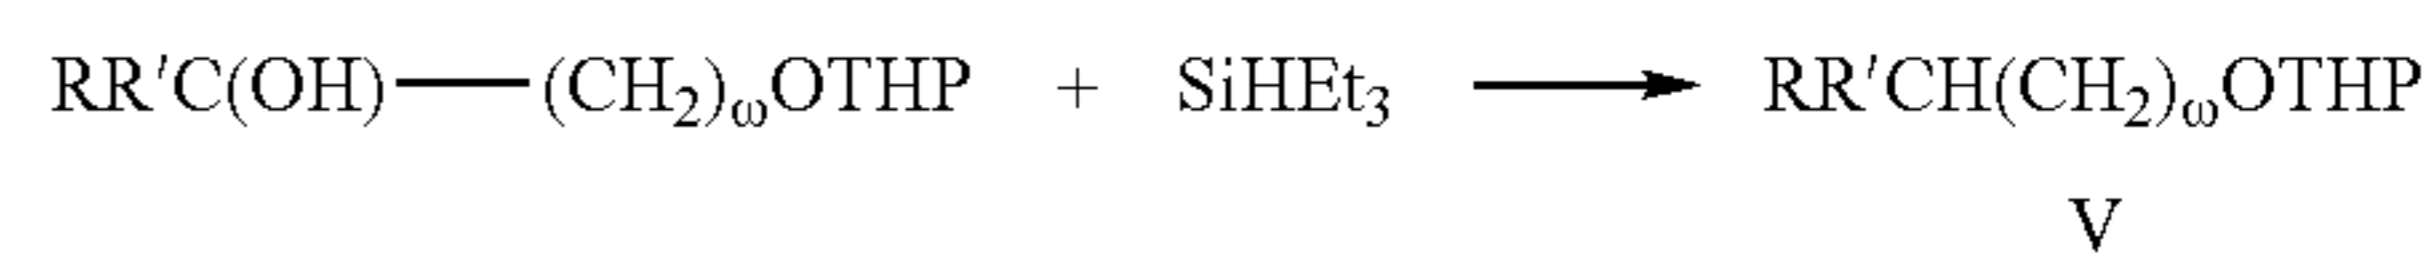 RR′C(OH)—(CH₂)ωOTHP + SiHEt₃ ⟶ RR′CH(CH₂)ωOTHP
V